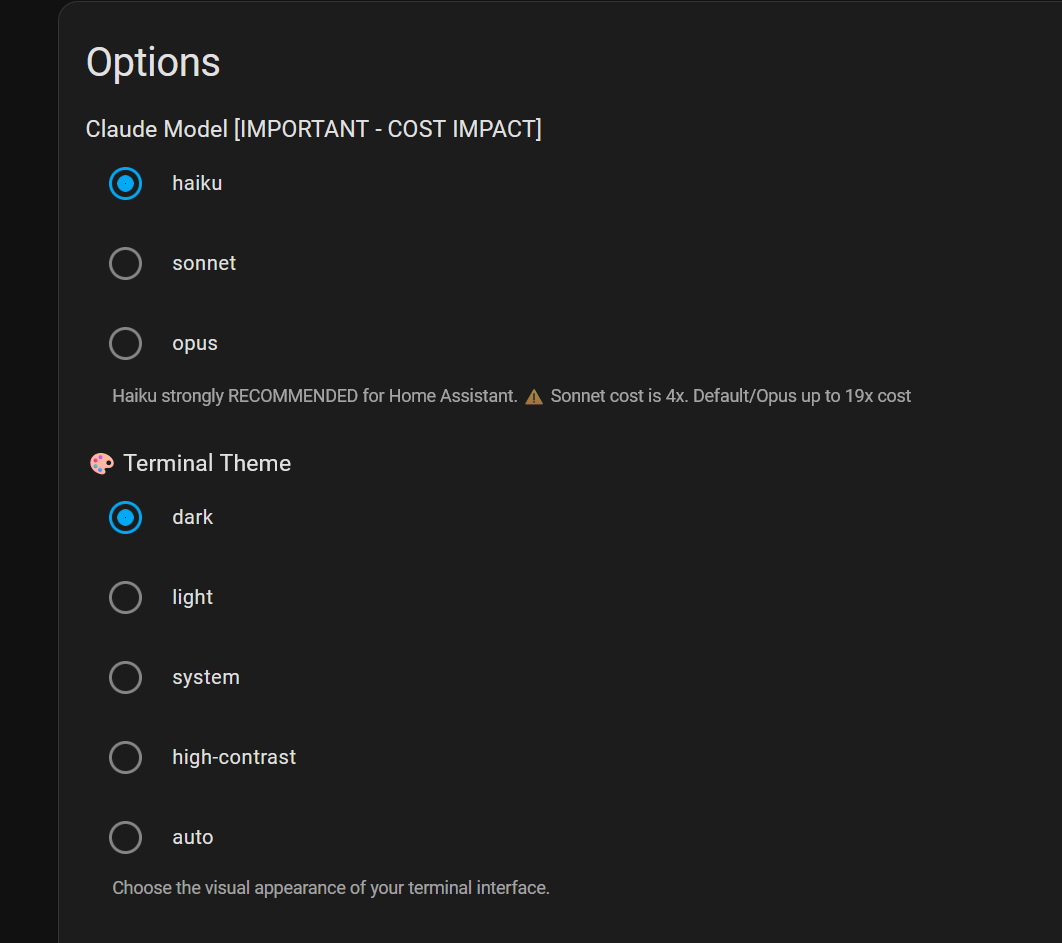 Options
Claude Model [IMPORTANT - COST IMPACT]
haiku
sonnet
opus
Haiku strongly RECOMMENDED for Home Assistant. ⚠️ Sonnet cost is 4x. Default/Opus up to 19x cost
🎨 Terminal Theme
dark
light
system
high-contrast
auto
Choose the visual appearance of your terminal interface.